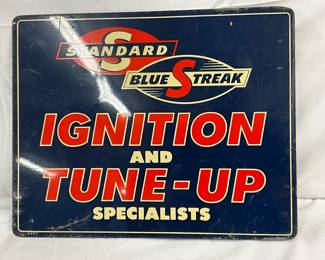 STANDARD
BLUE STREAK
IGNITION
AND
TUNE-UP
SPECIALISTS